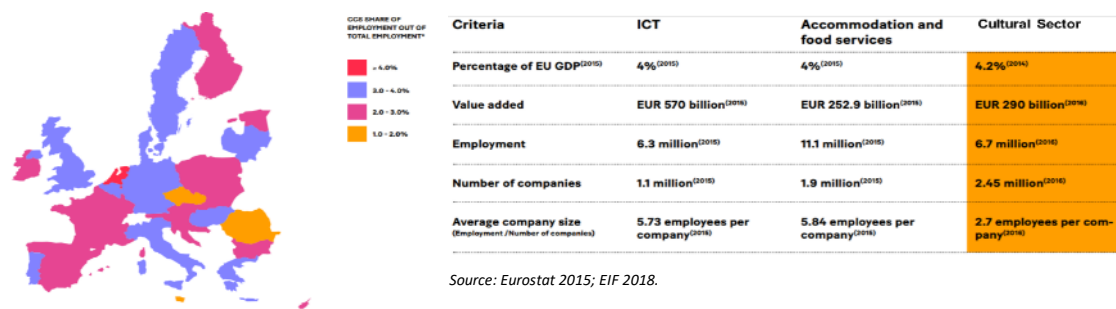 CCS SHARE OF
EMPLOYMENT OUT OF
TOTAL EMPLOYMENT*
> 4.0%
3.0 - 4.0%
2.0 - 3.0%
1.0 - 2.0%
Criteria ICT Accommodation and food services Cultural Sector
Percentage of EU GDP(2015) 4%(2015) 4%(2015) 4.2%(2014)
Value added EUR 570 billion(2015) EUR 252.9 billion(2015) EUR 290 billion(2016)
Employment 6.3 million(2015) 11.1 million(2015) 6.7 million(2016)
Number of companies 1.1 million(2015) 1.9 million(2015) 2.45 million(2016)
Average company size 5.73 employees per 5.84 employees per 2.7 employees per com-
(Employment /Number of companies) company(2015) company(2015) pany(2016)
Source: Eurostat 2015; EIF 2018.